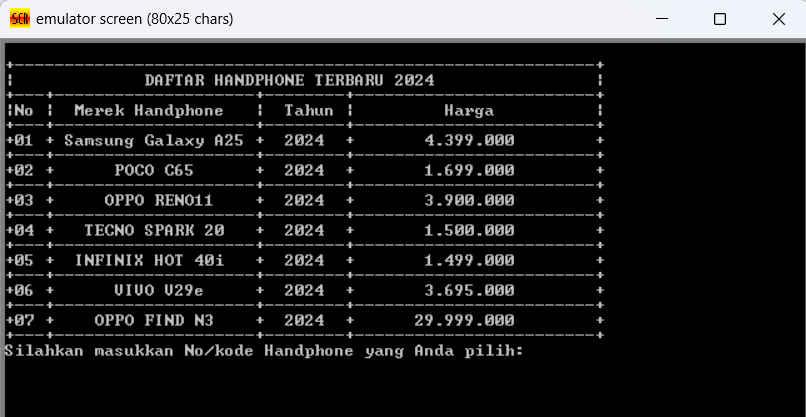 SCR emulator screen (80x25 chars)
+----------------------------------------------------------+
¦ DAFTAR HANDPHONE TERBARU 2024 ¦
+---+--------------------+--------+------------------------+
¦No ¦ Merek Handphone ¦ Tahun ¦ Harga ¦
+---+--------------------+--------+------------------------+
+01 + Samsung Galaxy A25 + 2024 + 4.399.000 +
+---+--------------------+--------+------------------------+
+02 + POCO C65 + 2024 + 1.699.000 +
+---+--------------------+--------+------------------------+
+03 + OPPO RENO11 + 2024 + 3.900.000 +
+---+--------------------+--------+------------------------+
+04 + TECNO SPARK 20 + 2024 + 1.500.000 +
+---+--------------------+--------+------------------------+
+05 + INFINIX HOT 40i + 2024 + 1.499.000 +
+---+--------------------+--------+------------------------+
+06 + VIVO V29e + 2024 + 3.695.000 +
+---+--------------------+--------+------------------------+
+07 + OPPO FIND N3 + 2024 + 29.999.000 +
+---+--------------------+--------+------------------------+
Silahkan masukkan No/kode Handphone yang Anda pilih: